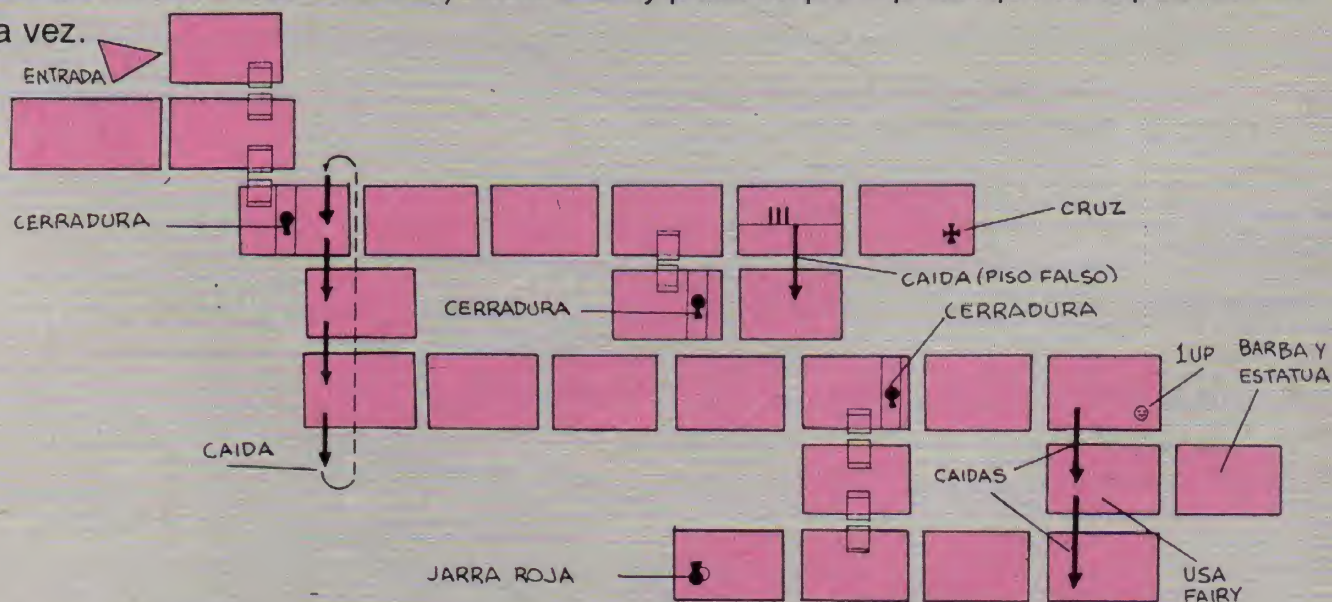 a vez.
ENTRADA
CERRADURA
CRUZ
CAIDA (PISO FALSO)
CERRADURA
CERRADURA
1UP
BARBA Y
ESTATUA
CAIDA
CAIDAS
JARRA ROJA
USA
FAIRY